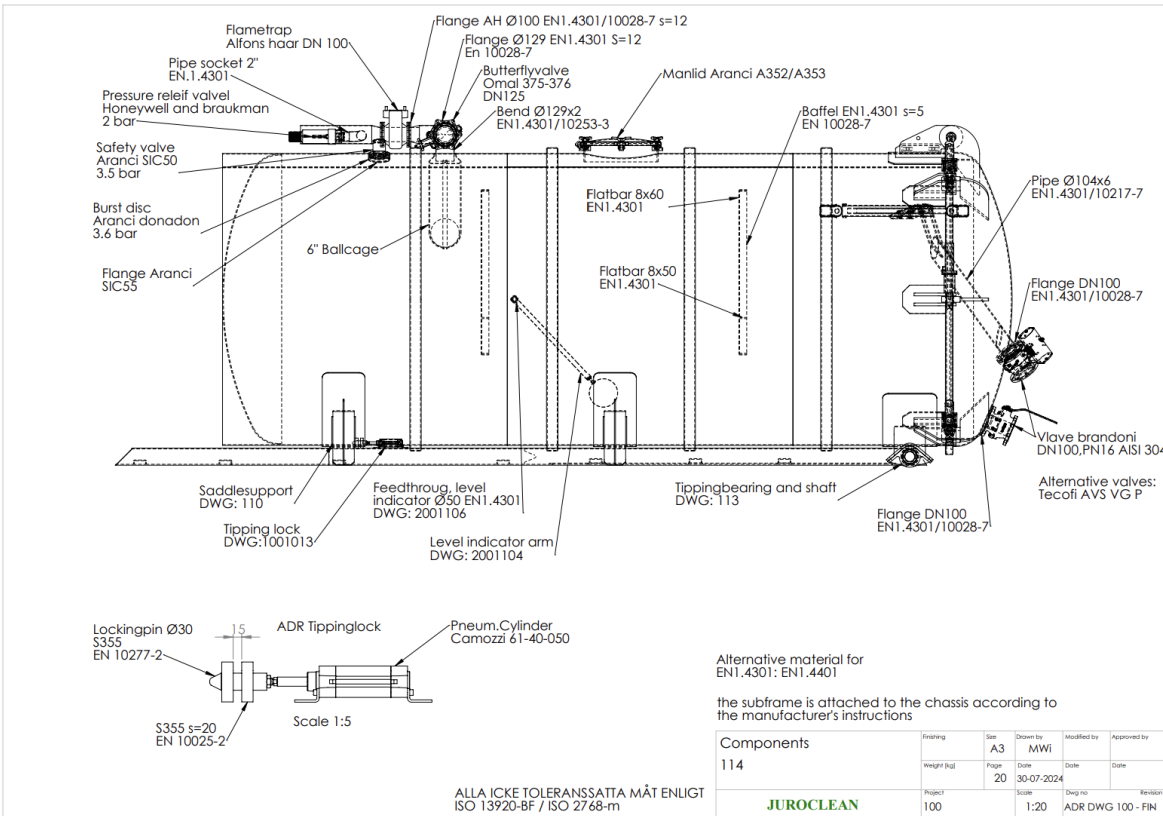 Flange AH Ø100 EN1.4301/10028-7 s=12
Flametrap
Alfons haar DN 100
Flange Ø129 EN1.4301 S=12
En 10028-7
Pipe socket 2"
EN.1.4301
Butterflyvalve
Omal 375-376
DN125
Manlid Aranci A352/A353
Pressure releif valvel
Honeywell and braukman
2 bar
Bend Ø129x2
EN1.4301/10253-3
Baffel EN1.4301 s=5
EN 10028-7
Safety valve
Aranci SIC50
3.5 bar
Pipe Ø104x6
EN1.4301/10217-7
Flatbar 8x60
EN1.4301
Burst disc
Aranci donadon
3.6 bar
6" Ballcage
Flange Aranci
SIC55
Flatbar 8x50
EN1.4301
Flange DN100
EN1.4301/10028-7
Vlave brandoni
DN100,PN16 AISI 304
Alternative valves:
Tecofi AVS VG P
Saddlesupport
DWG: 110
Feedthroug, level
indicator Ø50 EN1.4301
DWG: 2001106
Tippingbearing and shaft
DWG: 113
Flange DN100
EN1.4301/10028-7
Tipping lock
DWG:1001013
Level indicator arm
DWG: 2001104
Lockingpin Ø30
S355
EN 10277-2
15
ADR Tippinglock
Pneum.Cylinder
Camozzi 61-40-050
S355 s=20
EN 10025-2
Scale 1:5
Alternative material for
EN1.4301: EN1.4401
the subframe is attached to the chassis according to
the manufacturer's instructions
Components
114
Finishing
Size
A3
Drawn by
MWi
Modified by
Approved by
Weight [kg]
Page
20
Date
30-07-2024
Date
Date
ALLA ICKE TOLERANSSATTA MÅT ENLIGT
ISO 13920-BF / ISO 2768-m
JUROCLEAN
Project
100
Scale
1:20
Dwg no
Revision
ADR DWG 100 - FIN